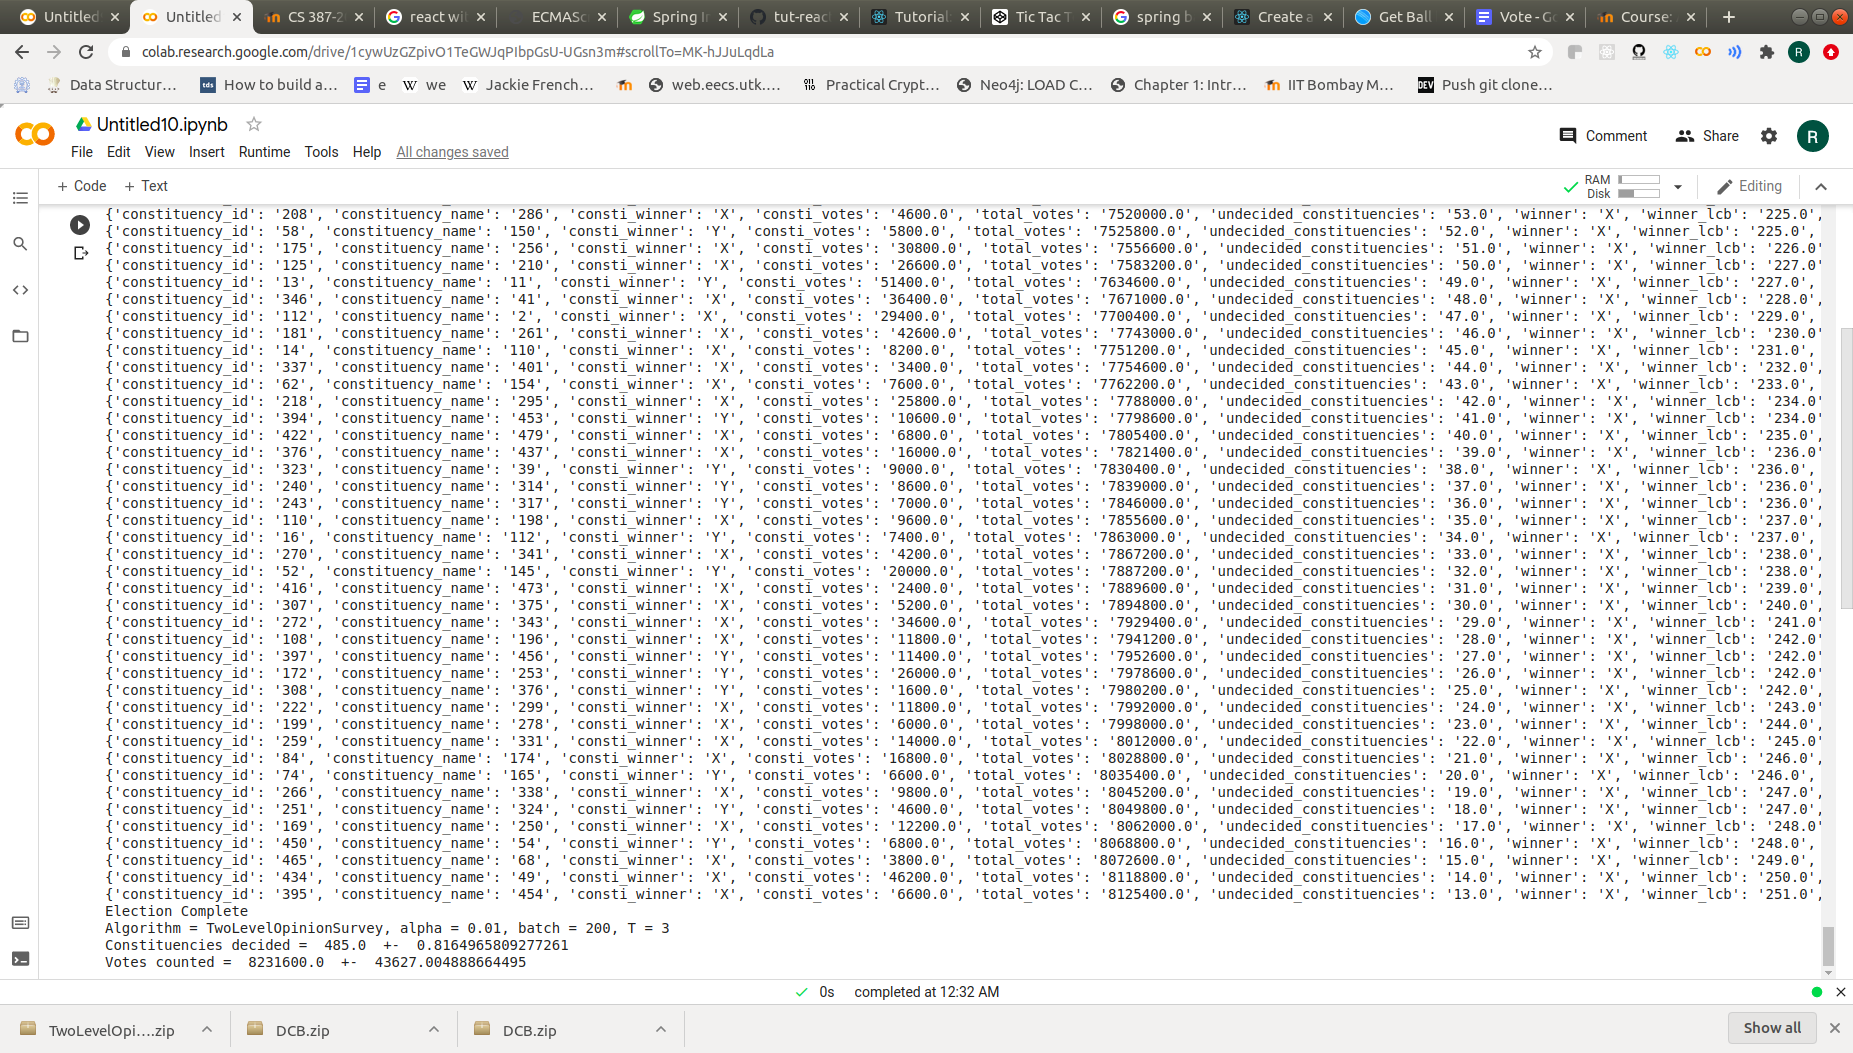 Untitled
Untitled
CS 387-2
react wi
ECMASc
Spring In
tut-reac
Tutorial
Tic Tac T
spring b
Create a
Get Ball
Vote - Go
Course:
colab.research.google.com/drive/1cywUzGZpivO1TeGWJqPIbpGsU-UGsn3m#scrollTo=MK-hJJuLqdLa
R
Data Structur...
tds How to build a...
e
W we
W Jackie French...
web.eecs.utk....
Practical Crypt...
Neo4j: LOAD C...
Chapter 1: Intr...
IIT Bombay M...
DEV Push git clone...
Untitled10.ipynb
File Edit View Insert Runtime Tools Help All changes saved
Comment Share R
+ Code + Text
RAM
Disk
Editing
{'constituency_id': '208', 'constituency_name': '286', 'consti_winner': 'X', 'consti_votes': '4600.0', 'total_votes': '7520000.0', 'undecided_constituencies': '53.0', 'winner': 'X', 'winner_lcb': '225.0',
{'constituency_id': '58', 'constituency_name': '150', 'consti_winner': 'Y', 'consti_votes': '5800.0', 'total_votes': '7525800.0', 'undecided_constituencies': '52.0', 'winner': 'X', 'winner_lcb': '225.0',
{'constituency_id': '175', 'constituency_name': '256', 'consti_winner': 'X', 'consti_votes': '30800.0', 'total_votes': '7556600.0', 'undecided_constituencies': '51.0', 'winner': 'X', 'winner_lcb': '226.0'
{'constituency_id': '125', 'constituency_name': '210', 'consti_winner': 'X', 'consti_votes': '26600.0', 'total_votes': '7583200.0', 'undecided_constituencies': '50.0', 'winner': 'X', 'winner_lcb': '227.0'
{'constituency_id': '13', 'constituency_name': '11', 'consti_winner': 'Y', 'consti_votes': '51400.0', 'total_votes': '7634600.0', 'undecided_constituencies': '49.0', 'winner': 'X', 'winner_lcb': '227.0',
{'constituency_id': '346', 'constituency_name': '41', 'consti_winner': 'X', 'consti_votes': '36400.0', 'total_votes': '7671000.0', 'undecided_constituencies': '48.0', 'winner': 'X', 'winner_lcb': '228.0',
{'constituency_id': '112', 'constituency_name': '2', 'consti_winner': 'X', 'consti_votes': '29400.0', 'total_votes': '7700400.0', 'undecided_constituencies': '47.0', 'winner': 'X', 'winner_lcb': '229.0',
{'constituency_id': '181', 'constituency_name': '261', 'consti_winner': 'X', 'consti_votes': '42600.0', 'total_votes': '7743000.0', 'undecided_constituencies': '46.0', 'winner': 'X', 'winner_lcb': '230.0'
{'constituency_id': '14', 'constituency_name': '110', 'consti_winner': 'X', 'consti_votes': '8200.0', 'total_votes': '7751200.0', 'undecided_constituencies': '45.0', 'winner': 'X', 'winner_lcb': '231.0',
{'constituency_id': '337', 'constituency_name': '401', 'consti_winner': 'X', 'consti_votes': '3400.0', 'total_votes': '7754600.0', 'undecided_constituencies': '44.0', 'winner': 'X', 'winner_lcb': '232.0',
{'constituency_id': '62', 'constituency_name': '154', 'consti_winner': 'X', 'consti_votes': '7600.0', 'total_votes': '7762200.0', 'undecided_constituencies': '43.0', 'winner': 'X', 'winner_lcb': '233.0',
{'constituency_id': '218', 'constituency_name': '295', 'consti_winner': 'X', 'consti_votes': '25800.0', 'total_votes': '7788000.0', 'undecided_constituencies': '42.0', 'winner': 'X', 'winner_lcb': '234.0'
{'constituency_id': '394', 'constituency_name': '453', 'consti_winner': 'Y', 'consti_votes': '10600.0', 'total_votes': '7798600.0', 'undecided_constituencies': '41.0', 'winner': 'X', 'winner_lcb': '234.0'
{'constituency_id': '422', 'constituency_name': '479', 'consti_winner': 'X', 'consti_votes': '6800.0', 'total_votes': '7805400.0', 'undecided_constituencies': '40.0', 'winner': 'X', 'winner_lcb': '235.0',
{'constituency_id': '376', 'constituency_name': '437', 'consti_winner': 'X', 'consti_votes': '16000.0', 'total_votes': '7821400.0', 'undecided_constituencies': '39.0', 'winner': 'X', 'winner_lcb': '236.0'
{'constituency_id': '323', 'constituency_name': '39', 'consti_winner': 'Y', 'consti_votes': '9000.0', 'total_votes': '7830400.0', 'undecided_constituencies': '38.0', 'winner': 'X', 'winner_lcb': '236.0',
{'constituency_id': '240', 'constituency_name': '314', 'consti_winner': 'Y', 'consti_votes': '8600.0', 'total_votes': '7839000.0', 'undecided_constituencies': '37.0', 'winner': 'X', 'winner_lcb': '236.0',
{'constituency_id': '243', 'constituency_name': '317', 'consti_winner': 'Y', 'consti_votes': '7000.0', 'total_votes': '7846000.0', 'undecided_constituencies': '36.0', 'winner': 'X', 'winner_lcb': '236.0',
{'constituency_id': '110', 'constituency_name': '198', 'consti_winner': 'X', 'consti_votes': '9600.0', 'total_votes': '7855600.0', 'undecided_constituencies': '35.0', 'winner': 'X', 'winner_lcb': '237.0',
{'constituency_id': '16', 'constituency_name': '112', 'consti_winner': 'Y', 'consti_votes': '7400.0', 'total_votes': '7863000.0', 'undecided_constituencies': '34.0', 'winner': 'X', 'winner_lcb': '237.0',
{'constituency_id': '270', 'constituency_name': '341', 'consti_winner': 'X', 'consti_votes': '4200.0', 'total_votes': '7867200.0', 'undecided_constituencies': '33.0', 'winner': 'X', 'winner_lcb': '238.0',
{'constituency_id': '52', 'constituency_name': '145', 'consti_winner': 'Y', 'consti_votes': '20000.0', 'total_votes': '7887200.0', 'undecided_constituencies': '32.0', 'winner': 'X', 'winner_lcb': '238.0',
{'constituency_id': '416', 'constituency_name': '473', 'consti_winner': 'X', 'consti_votes': '2400.0', 'total_votes': '7889600.0', 'undecided_constituencies': '31.0', 'winner': 'X', 'winner_lcb': '239.0',
{'constituency_id': '307', 'constituency_name': '375', 'consti_winner': 'X', 'consti_votes': '5200.0', 'total_votes': '7894800.0', 'undecided_constituencies': '30.0', 'winner': 'X', 'winner_lcb': '240.0',
{'constituency_id': '272', 'constituency_name': '343', 'consti_winner': 'X', 'consti_votes': '34600.0', 'total_votes': '7929400.0', 'undecided_constituencies': '29.0', 'winner': 'X', 'winner_lcb': '241.0'
{'constituency_id': '108', 'constituency_name': '196', 'consti_winner': 'X', 'consti_votes': '11800.0', 'total_votes': '7941200.0', 'undecided_constituencies': '28.0', 'winner': 'X', 'winner_lcb': '242.0'
{'constituency_id': '397', 'constituency_name': '456', 'consti_winner': 'Y', 'consti_votes': '11400.0', 'total_votes': '7952600.0', 'undecided_constituencies': '27.0', 'winner': 'X', 'winner_lcb': '242.0'
{'constituency_id': '172', 'constituency_name': '253', 'consti_winner': 'Y', 'consti_votes': '26000.0', 'total_votes': '7978600.0', 'undecided_constituencies': '26.0', 'winner': 'X', 'winner_lcb': '242.0'
{'constituency_id': '308', 'constituency_name': '376', 'consti_winner': 'Y', 'consti_votes': '1600.0', 'total_votes': '7980200.0', 'undecided_constituencies': '25.0', 'winner': 'X', 'winner_lcb': '242.0',
{'constituency_id': '222', 'constituency_name': '299', 'consti_winner': 'X', 'consti_votes': '11800.0', 'total_votes': '7992000.0', 'undecided_constituencies': '24.0', 'winner': 'X', 'winner_lcb': '243.0'
{'constituency_id': '199', 'constituency_name': '278', 'consti_winner': 'X', 'consti_votes': '6000.0', 'total_votes': '7998000.0', 'undecided_constituencies': '23.0', 'winner': 'X', 'winner_lcb': '244.0',
{'constituency_id': '259', 'constituency_name': '331', 'consti_winner': 'X', 'consti_votes': '14000.0', 'total_votes': '8012000.0', 'undecided_constituencies': '22.0', 'winner': 'X', 'winner_lcb': '245.0'
{'constituency_id': '84', 'constituency_name': '174', 'consti_winner': 'X', 'consti_votes': '16800.0', 'total_votes': '8028800.0', 'undecided_constituencies': '21.0', 'winner': 'X', 'winner_lcb': '246.0',
{'constituency_id': '74', 'constituency_name': '165', 'consti_winner': 'Y', 'consti_votes': '6600.0', 'total_votes': '8035400.0', 'undecided_constituencies': '20.0', 'winner': 'X', 'winner_lcb': '246.0',
{'constituency_id': '266', 'constituency_name': '338', 'consti_winner': 'X', 'consti_votes': '9800.0', 'total_votes': '8045200.0', 'undecided_constituencies': '19.0', 'winner': 'X', 'winner_lcb': '247.0',
{'constituency_id': '251', 'constituency_name': '324', 'consti_winner': 'Y', 'consti_votes': '4600.0', 'total_votes': '8049800.0', 'undecided_constituencies': '18.0', 'winner': 'X', 'winner_lcb': '247.0',
{'constituency_id': '169', 'constituency_name': '250', 'consti_winner': 'X', 'consti_votes': '12200.0', 'total_votes': '8062000.0', 'undecided_constituencies': '17.0', 'winner': 'X', 'winner_lcb': '248.0'
{'constituency_id': '450', 'constituency_name': '54', 'consti_winner': 'Y', 'consti_votes': '6800.0', 'total_votes': '8068800.0', 'undecided_constituencies': '16.0', 'winner': 'X', 'winner_lcb': '248.0',
{'constituency_id': '465', 'constituency_name': '68', 'consti_winner': 'X', 'consti_votes': '3800.0', 'total_votes': '8072600.0', 'undecided_constituencies': '15.0', 'winner': 'X', 'winner_lcb': '249.0',
{'constituency_id': '434', 'constituency_name': '49', 'consti_winner': 'X', 'consti_votes': '46200.0', 'total_votes': '8118800.0', 'undecided_constituencies': '14.0', 'winner': 'X', 'winner_lcb': '250.0',
{'constituency_id': '395', 'constituency_name': '454', 'consti_winner': 'X', 'consti_votes': '6600.0', 'total_votes': '8125400.0', 'undecided_constituencies': '13.0', 'winner': 'X', 'winner_lcb': '251.0',
Election Complete
Algorithm = TwoLevelOpinionSurvey, alpha = 0.01, batch = 200, T = 3
Constituencies decided =  485.0  +-  0.8164965809277261
Votes counted =  8231600.0  +-  43627.004888664495
0s completed at 12:32 AM
TwoLevelOpi....zip
DCB.zip
DCB.zip
Show all